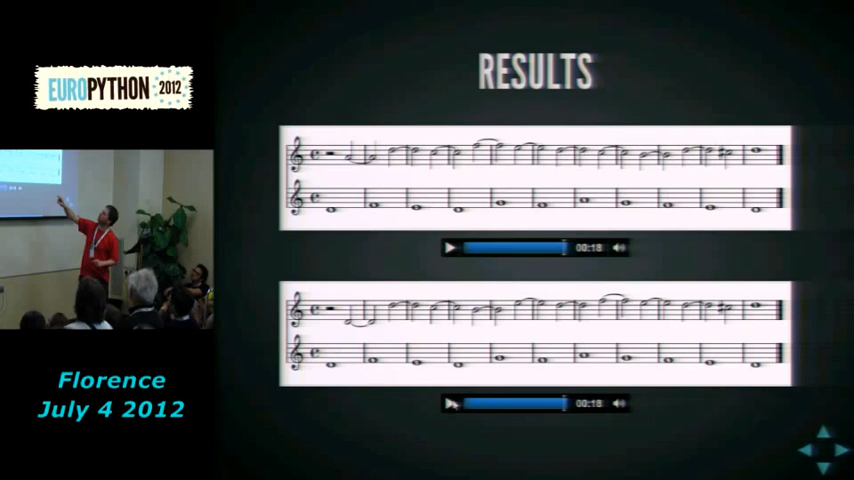 EUROPYTHON 2012
RESULTS
00:18
00:18
Florence
July 4 2012